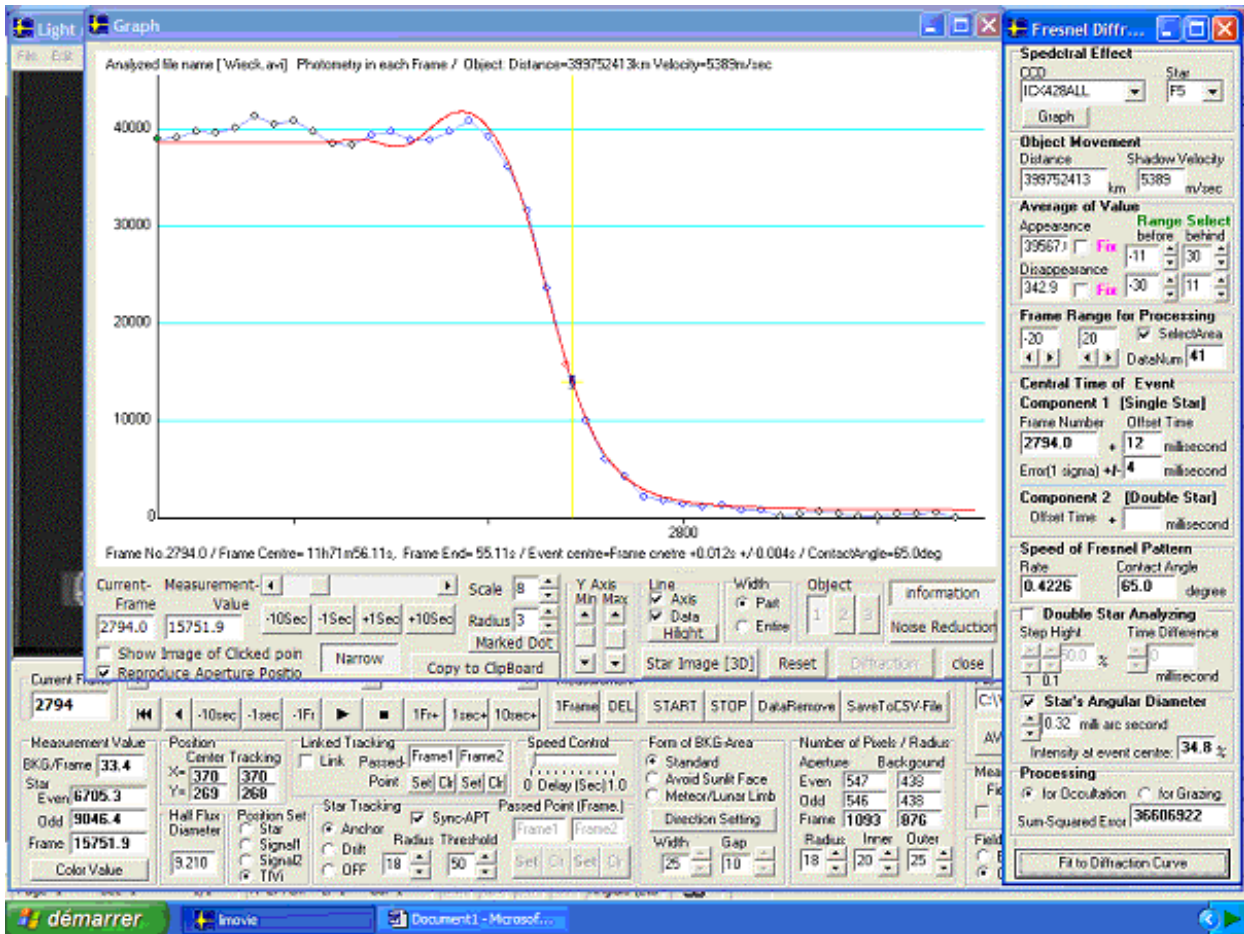 Light
Graph
Fresnel Diffr...
File Edit
Analyzed file name [ Wieck.avi] Photometry in each Frame / Object: Distance=399752413km Velocity=5389m/sec
40000
30000
20000
10000
0
2800
Frame No.2794.0 / Frame Centre= 11h71m56.11s, Frame End= 55.11s / Event centre=Frame cnetre +0.012s +/-0.004s / ContactAngle=65.0deg
Current- Frame
2794.0
Measurement- Value
15751.9
-10Sec -1Sec +1Sec +10Sec
Scale 8
Radius 3
Marked Dot
Show Image of Clicked poin
Narrow
Copy to ClipBoard
Reproduce Aperture Positio
Y Axis
Min Max
Line
Axis
Data
Hilight
Width
Part
Entire
Object
1 2 3
Information
Noise Reduction
Star Image [3D] Reset Diffraction close
Spedctral Effect
CCD Star
ICX428ALL F5
Graph
Object Movement
Distance Shadow Velocity
399752413 km 5389 m/sec
Average of Value
Appearance Range Select
before behind
39567. Fix -11 30
Disappearance
342.9 Fix -30 11
Frame Range for Processing
-20 20 SelectArea
DataNum 41
Central Time of Event
Component 1 [Single Star]
Frame Number Offset Time
2794.0 + 12 millisecond
Error(1 sigma) +/- 4 millisecond
Component 2 [Double Star]
Offset Time + millisecond
Speed of Fresnel Pattern
Rate Contact Angle
0.4226 65.0 degree
Double Star Analyzing
Step Hight Time Difference
50.0 % 0
1 0.1 millisecond
Star's Angular Diameter
0.32 milli arc second
Intensity at event centre: 34.8 %
Processing
for Occultation for Grazing
Sum-Squared Error 36606922
Fit to Diffraction Curve
Current Frame
2794
-10sec -1sec -1Fr 1Fr+ 1sec+ 10sec+
1Frame DEL START STOP DataRemove SaveToCSV-File
C:\
AV
Measurement Value
BKG/Frame 33.4
Star
Even 6705.3
Odd 9046.4
Frame 15751.9
Color Value
Position
Center Tracking
X= 370 370
Y= 269 268
Hall Flux Diameter
9.210
Position Set
Star
Signal1
Signal2
TIVi
Linked Tracking
Link Passed- Frame1 Frame2
Point Set Clr Set Clr
Star Tracking
Anchor
Drift
OFF
Sync-APT
Radius Threshold
18 50
Speed Control
0 Delay (Sec) 1.0
Passed Point (Frame.)
Frame1 Frame2
Set Clr Set Clr
Form of BKG-Area
Standard
Avoid Sunlit Face
Meteor/Lunar Limb
Direction Setting
Width Gap
25 10
Number of Pixels / Radius
Aperture Backgound
Even 547 438
Odd 546 438
Frame 1093 876
Radius Inner Outer
18 20 25
Mea
Fie
Field
démarrer
limovie
Document1 - Microsof...